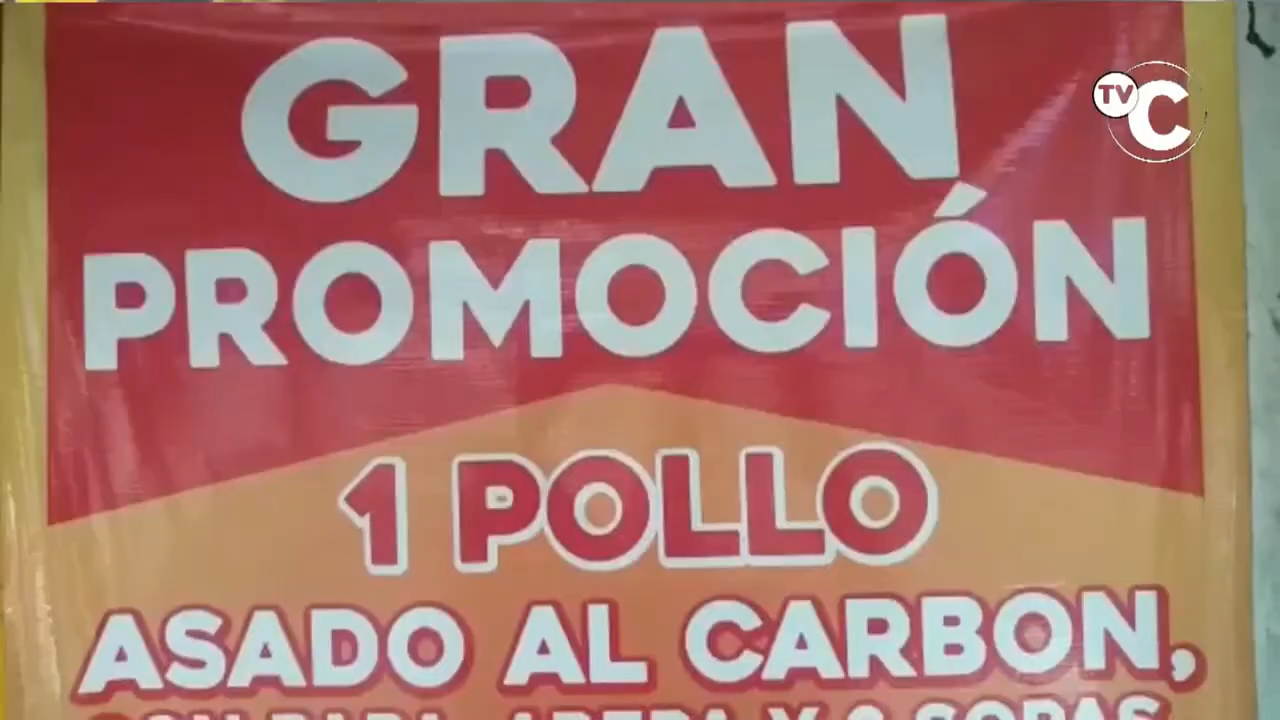 GRAN
PROMOCIÓN
1 POLLO
ASADO AL CARBON,
TV C